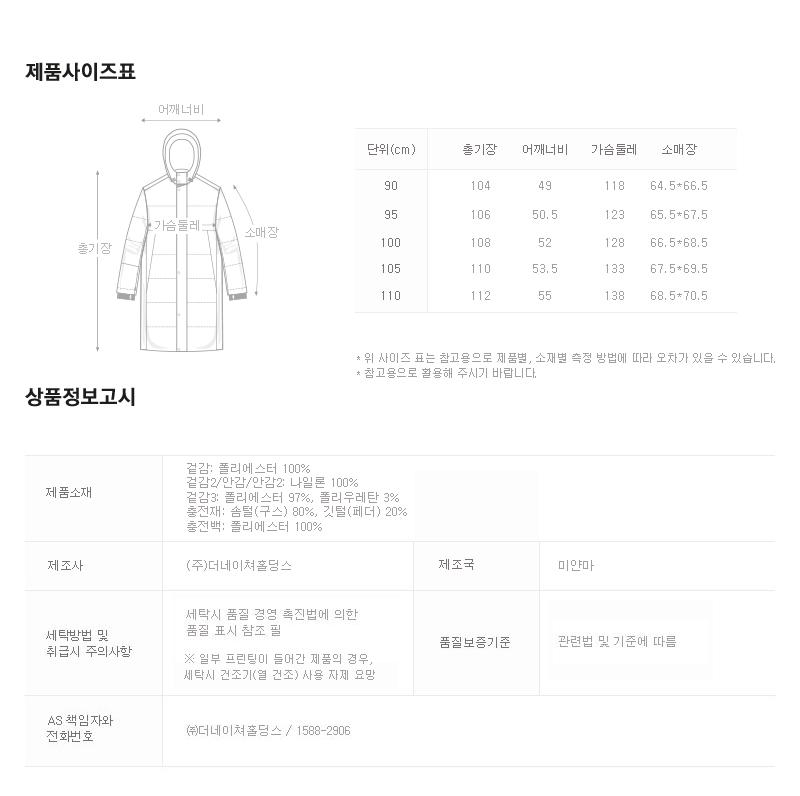 제품사이즈표
어깨너비
가슴둘레
소매장
총기장
단위(cm) 총기장 어깨너비 가슴둘레 소매장
90 104 49 118 64.5*66.5
95 106 50.5 123 65.5*67.5
100 108 52 128 66.5*68.5
105 110 53.5 133 67.5*69.5
110 112 55 138 68.5*70.5
* 위 사이즈 표는 참고용으로 제품별, 소재별 측정 방법에 따라 오차가 있을 수 있습니다.
* 참고용으로 활용해 주시기 바랍니다.
상품정보고시
제품소재
겉감: 폴리에스터 100%
겉감2/안감/안감2: 나일론 100%
겉감3: 폴리에스터 97%, 폴리우레탄 3%
충전재: 솜털(구스) 80%, 깃털(페더) 20%
충전백: 폴리에스터 100%
제조사 (주)더네이쳐홀딩스 제조국 미얀마
세탁방법 및
취급시 주의사항
세탁시 품질 경영 촉진법에 의한
품질 표시 참조 필
※ 일부 프린팅이 들어간 제품의 경우,
세탁시 건조기(열 건조) 사용 자제 요망
품질보증기준 관련법 및 기준에 따름
AS 책임자와
전화번호
㈜더네이쳐홀딩스 / 1588-2906